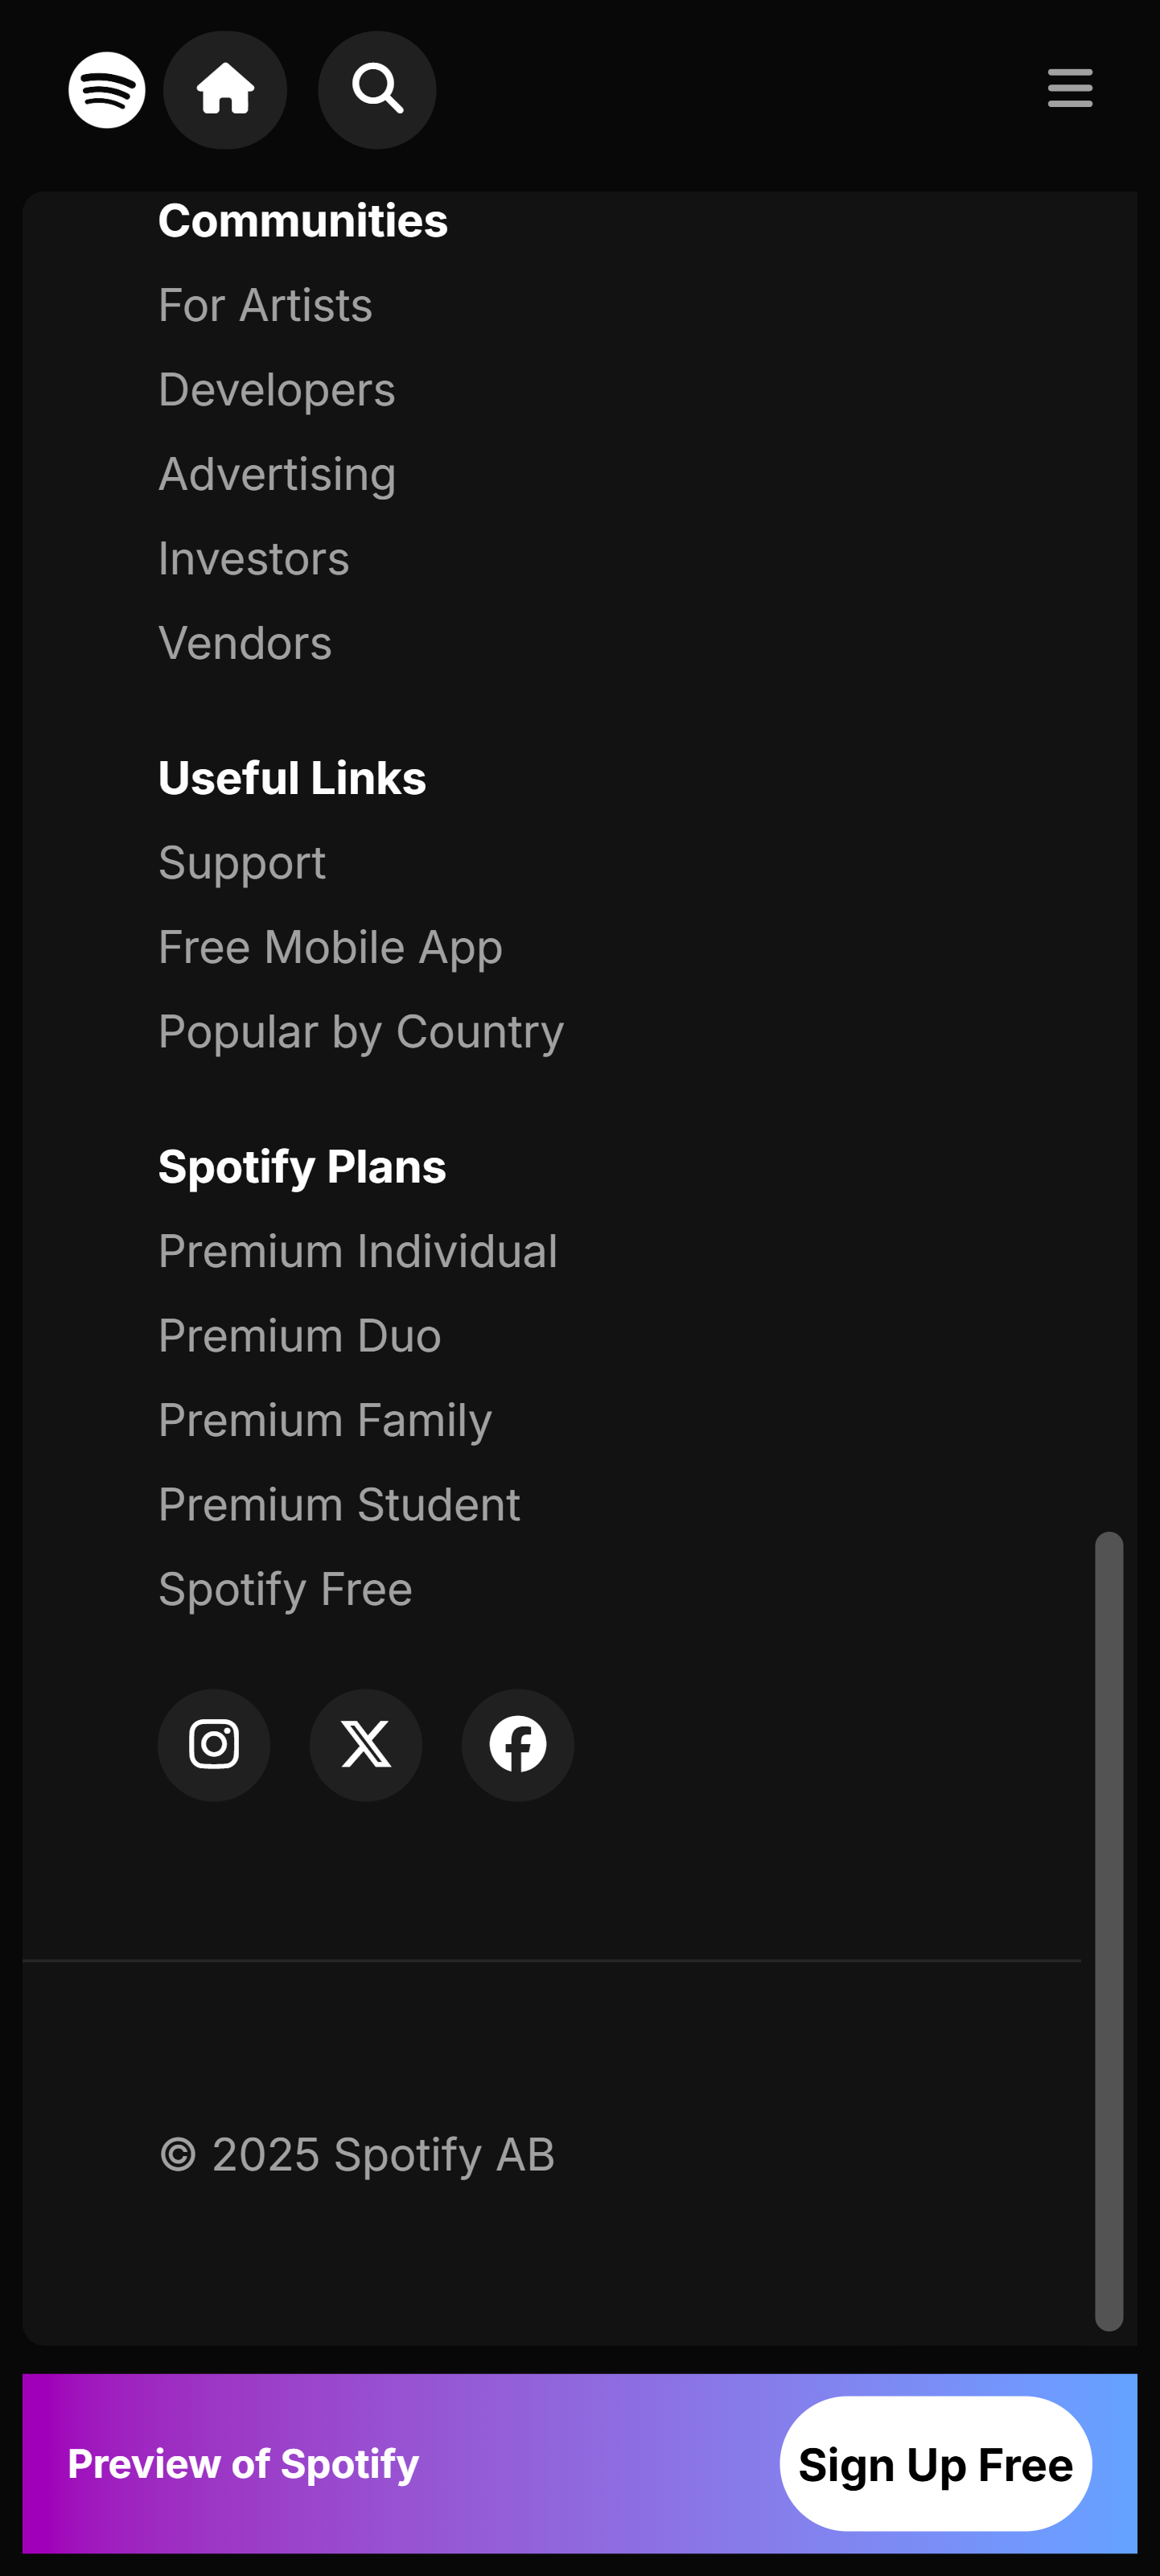 Communities
For Artists
Developers
Advertising
Investors
Vendors
Useful Links
Support
Free Mobile App
Popular by Country
Spotify Plans
Premium Individual
Premium Duo
Premium Family
Premium Student
Spotify Free
© 2025 Spotify AB
Preview of Spotify
Sign Up Free